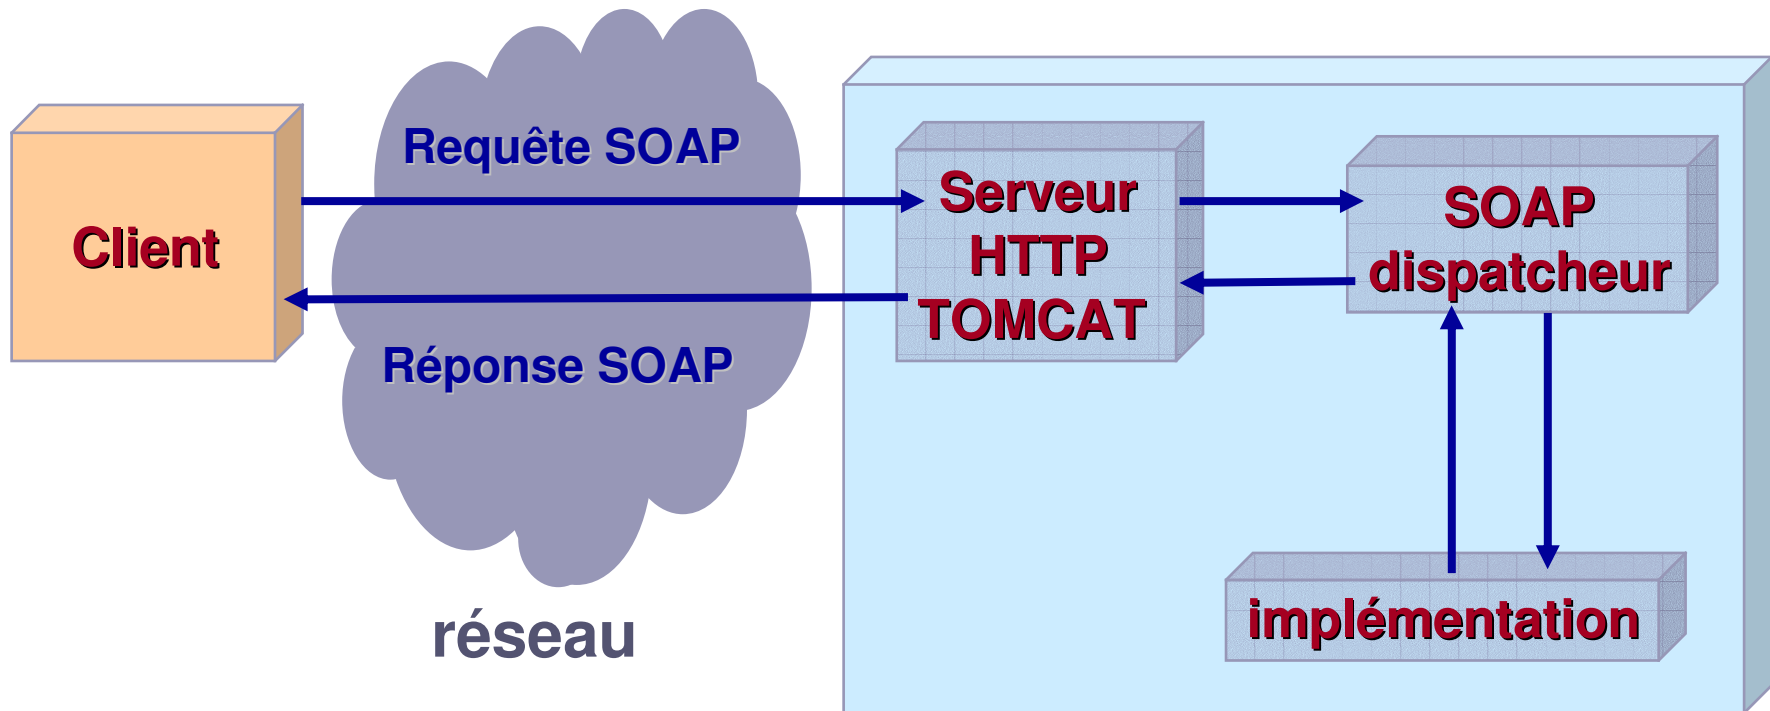 Requête SOAP
Client
Réponse SOAP
réseau
Serveur
HTTP
TOMCAT
SOAP
dispatcheur
implémentation